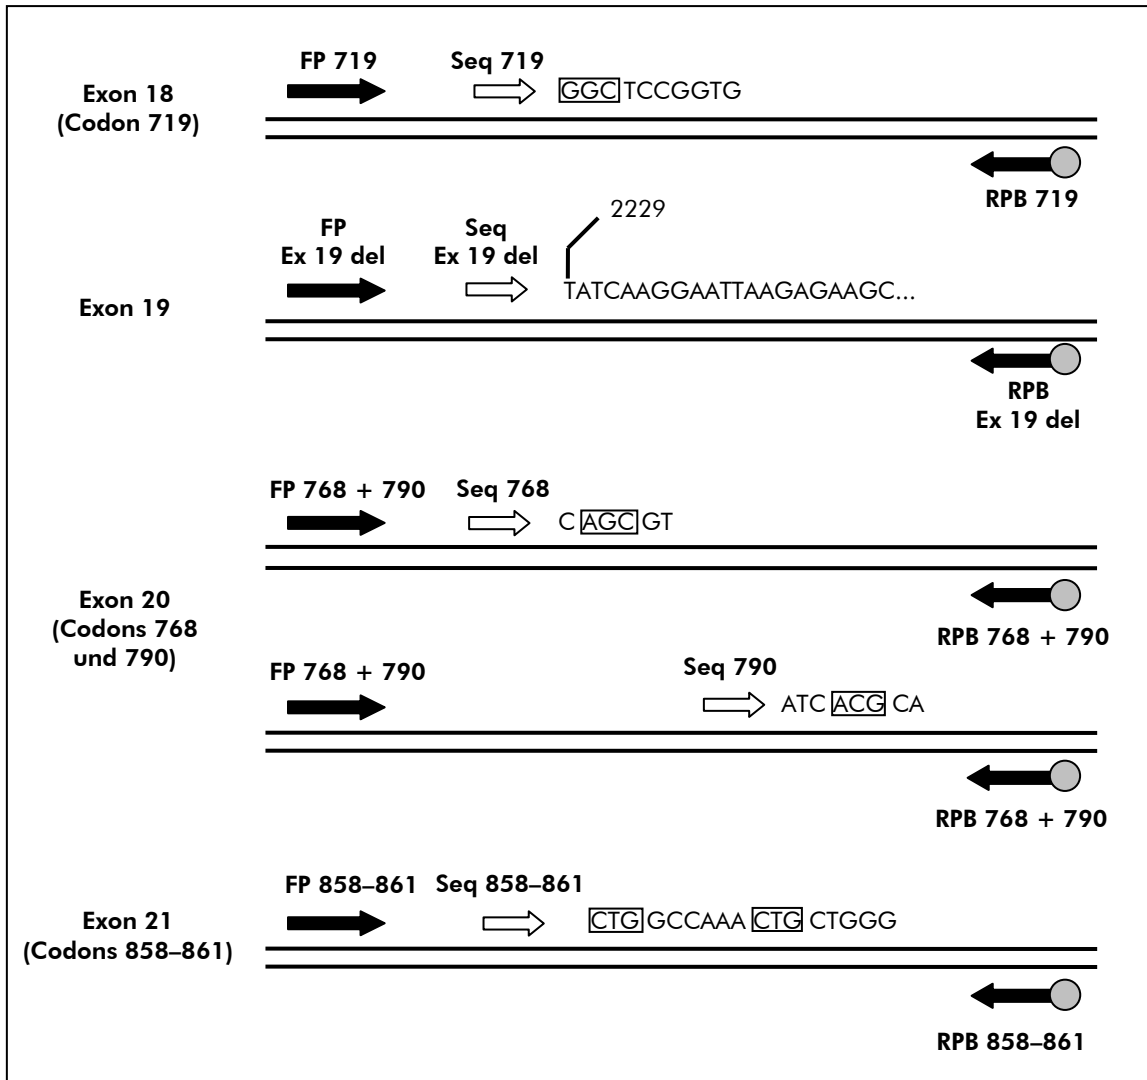 FP 719
Seq 719
GGC TCCGGTG
Exon 18
(Codon 719)
RPB 719
2229
FP
Ex 19 del
Seq
Ex 19 del
TATCAAGGAATTAAGAGAAGC...
Exon 19
RPB
Ex 19 del
FP 768 + 790
Seq 768
C AGC GT
Exon 20
(Codons 768
und 790)
RPB 768 + 790
FP 768 + 790
Seq 790
ATC ACG CA
RPB 768 + 790
FP 858–861
Seq 858–861
CTG GCCAAA CTG CTGGG
Exon 21
(Codons 858–861)
RPB 858–861